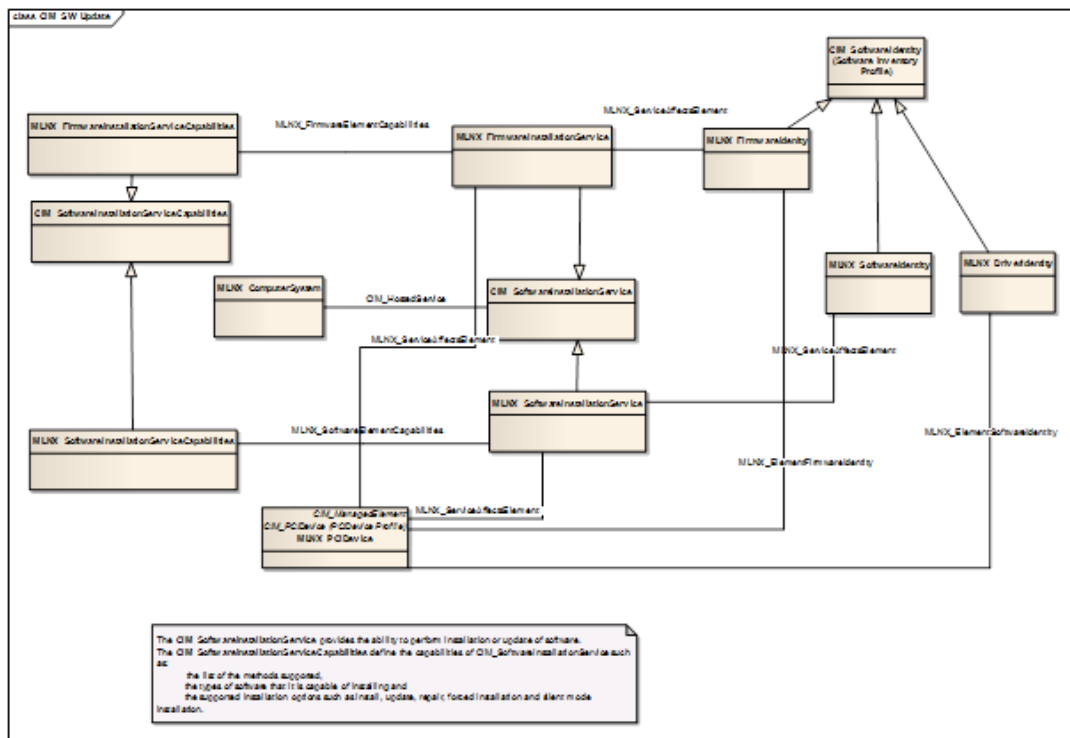 class CIM SW Update
CIM_SoftwareIdentity
(Software Inventory
Profile)
MLNX_FirmwareInstallationServiceCapabilities
MLNX_FirmwareElementCapabilities
MLNX_FirmwareInstallationService
MLNX_ServiceAffectsElement
MLNX_FirmwareIdentity
CIM_SoftwareInstallationServiceCapabilities
MLNX_ComputerSystem
CIM_HostedService
CIM_SoftwareInstallationService
MLNX_SoftwareIdentity
MLNX_DriverIdentity
MLNX_ServiceAffectsElement
MLNX_ServiceAffectsElement
MLNX_SoftwareInstallationService
MLNX_SoftwareInstallationServiceCapabilities
MLNX_SoftwareElementCapabilities
MLNX_ElementSoftwareIdentity
MLNX_ElementFirmwareIdentity
CIM_ManagedElement
CIM_PCIDevice (PCIDevice Profile)
MLNX_PCIDevice
MLNX_ServiceAffectsElement
The CIM_SoftwareInstallationService provides the ability to perform installation or update of software.
The CIM_SoftwareInstallationServiceCapabilities define the capabilities of CIM_SoftwareInstallationService such
as:
the list of the methods supported,
the types of software that it is capable of installing and
the supported installation options such as install, update, repair, forced installation and silent mode
installation.